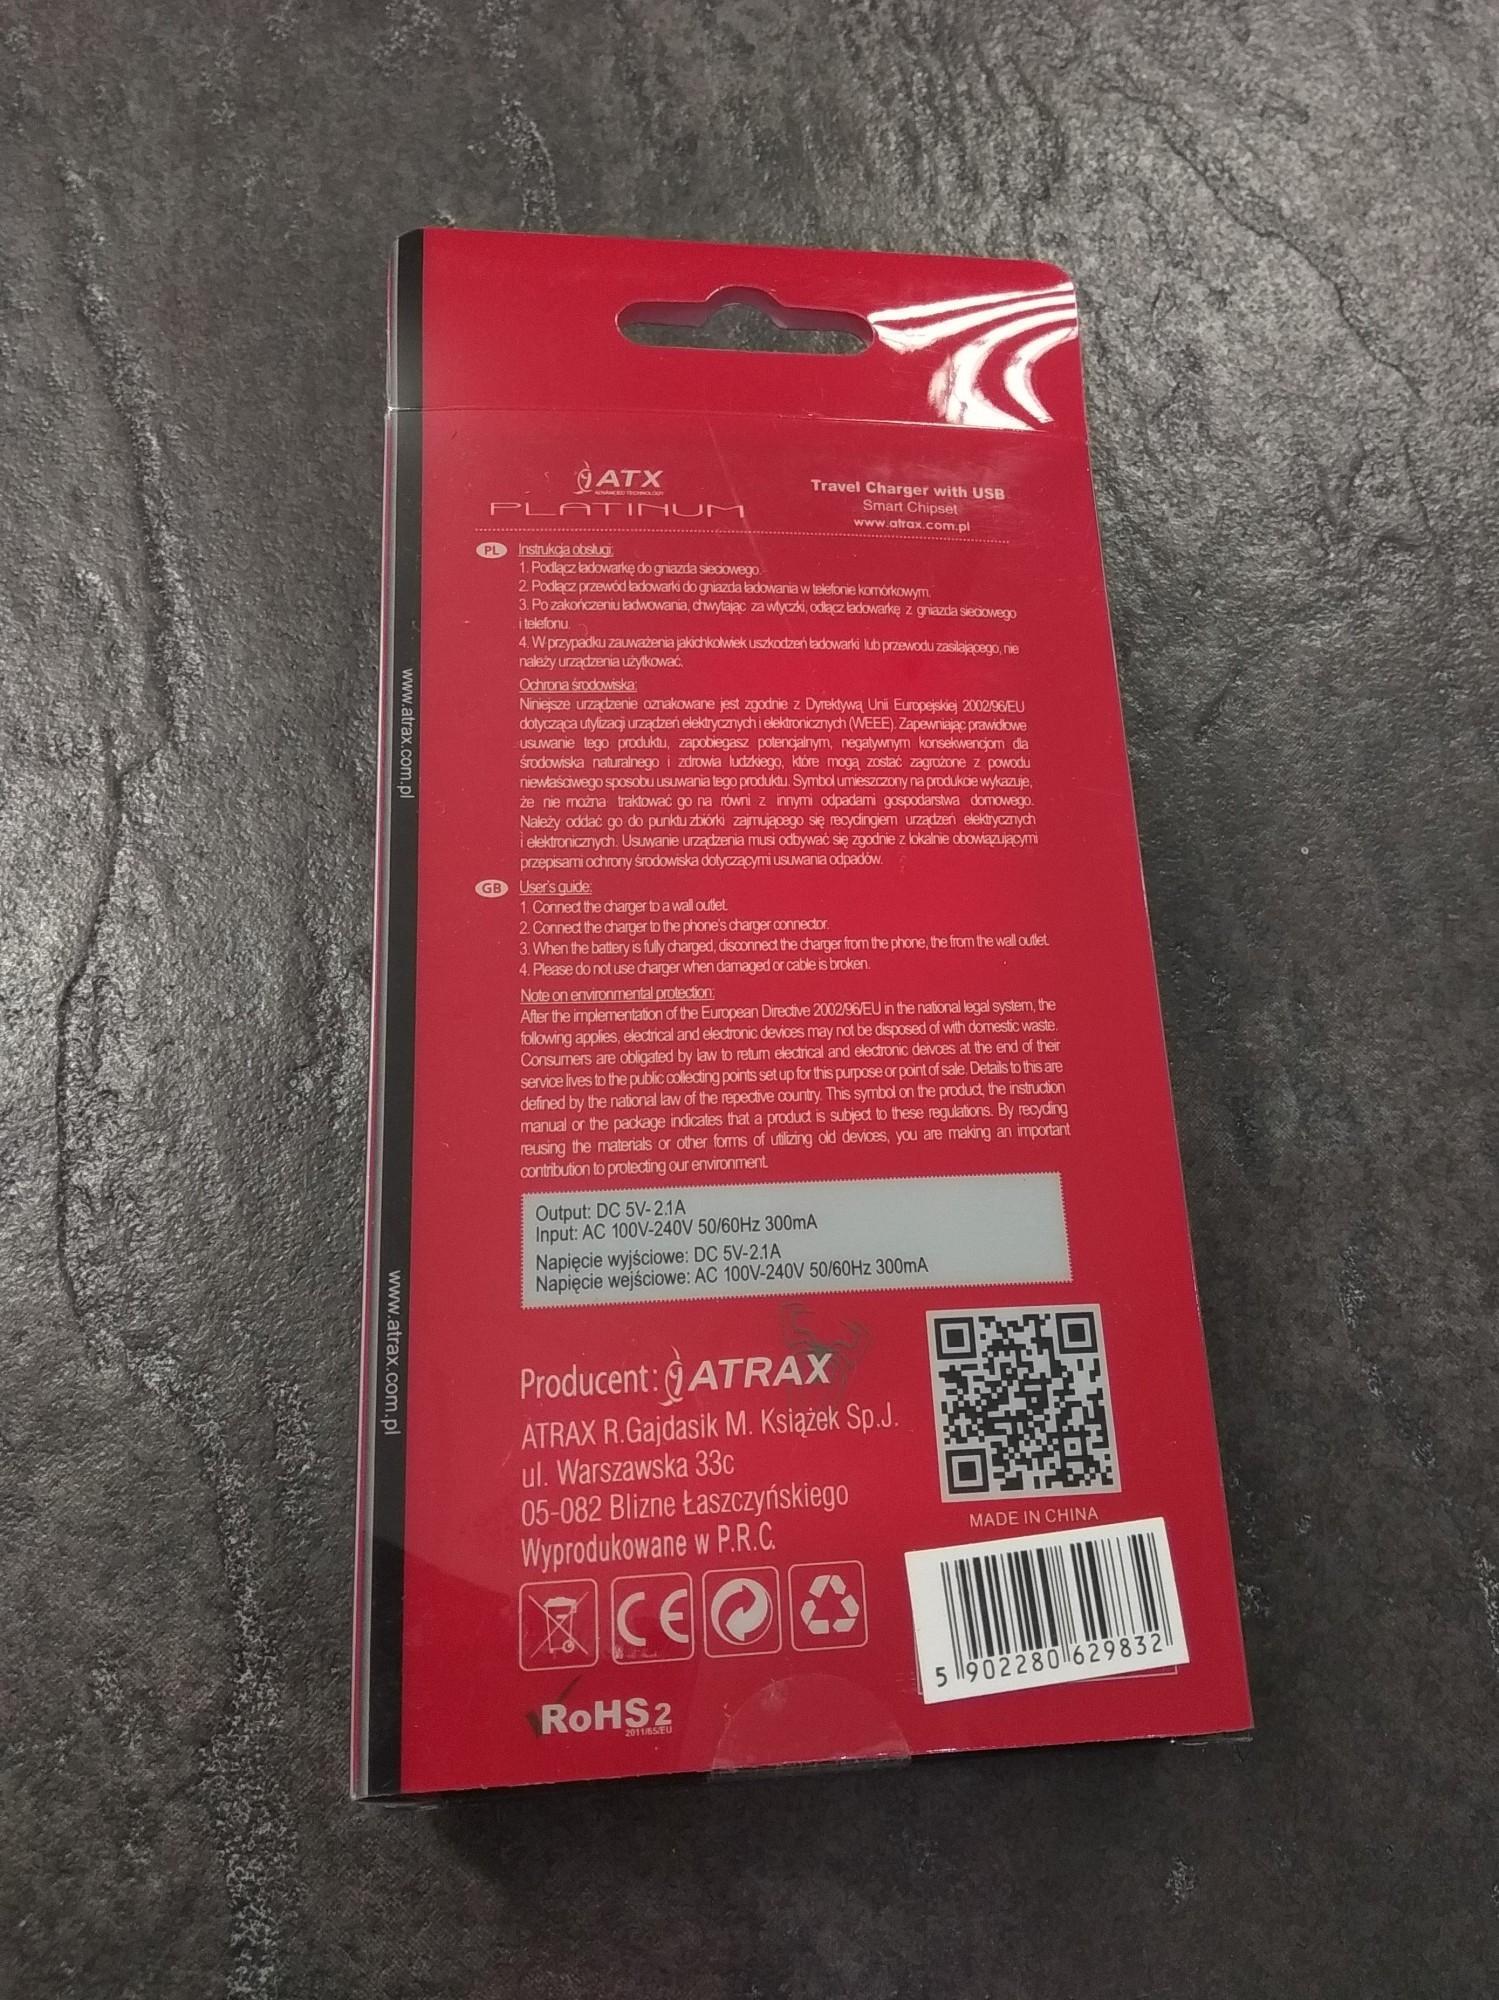 ATX
ADVANCED TECHNOLOGY
PLATINUM
Travel Charger with USB
Smart Chipset
www.atrax.com.pl
PL
Instrukcja obsługi:
1. Podłącz ładowarkę do gniazda sieciowego.
2. Podłącz przewód ładowarki do gniazda ładowania w telefonie komórkowym.
3. Po zakończeniu ładwowania, chwytając za wtyczki, odłącz ładowarkę z gniazda sieciowego
i telefonu.
4. W przypadku zauważenia jakichkolwiek uszkodzeń ładowarki lub przewodu zasilającego, nie
należy urządzenia użytkować.
Ochrona środowiska:
Niniejsze urządzenie oznakowane jest zgodnie z Dyrektywą Unii Europejskiej 2002/96/EU
dotycząca utylizacji urządzeń elektrycznych i elektronicznych (WEEE). Zapewniając prawidłowe
usuwanie tego produktu, zapobiegasz potencjalnym, negatywnym konsekwencjom dla
środowiska naturalnego i zdrowia ludzkiego, które mogą zostać zagrożone z powodu
niewłaściwego sposobu usuwania tego produktu. Symbol umieszczony na produkcie wykazuje,
że nie można traktować go na równi z innymi odpadami gospodarstwa domowego.
Należy oddać go do punktu zbiórki zajmującego się recyclingiem urządzeń elektrycznych
i elektronicznych. Usuwanie urządzenia musi odbywać się zgodnie z lokalnie obowiązującymi
przepisami ochrony środowiska dotyczącymi usuwania odpadów.
GB
User's guide:
1. Connect the charger to a wall outlet.
2. Connect the charger to the phone's charger connector.
3. When the battery is fully charged, disconnect the charger from the phone, the from the wall outlet.
4. Please do not use charger when damaged or cable is broken.
Note on environmental protection:
After the implementation of the European Directive 2002/96/EU in the national legal system, the
following applies, electrical and electronic devices may not be disposed of with domestic waste.
Consumers are obligated by law to return electrical and electronic deivces at the end of their
service lives to the public collecting points set up for this purpose or point of sale. Details to this are
defined by the national law of the repective country. This symbol on the product, the instruction
manual or the package indicates that a product is subject to these regulations. By recycling
reusing the materials or other forms of utilizing old devices, you are making an important
contribution to protecting our environment.
Output: DC 5V-2.1A
Input: AC 100V-240V 50/60Hz 300mA
Napięcie wyjściowe: DC 5V-2.1A
Napięcie wejściowe: AC 100V-240V 50/60Hz 300mA
Producent: ATRAX
ATRAX R.Gajdasik M. Książek Sp.J.
ul. Warszawska 33c
05-082 Blizne Łaszczyńskiego
Wyprodukowane w P.R.C.
MADE IN CHINA
CE
5 902280 629832
RoHS 2
2011/65/EU
www.atrax.com.pl
www.atrax.com.pl